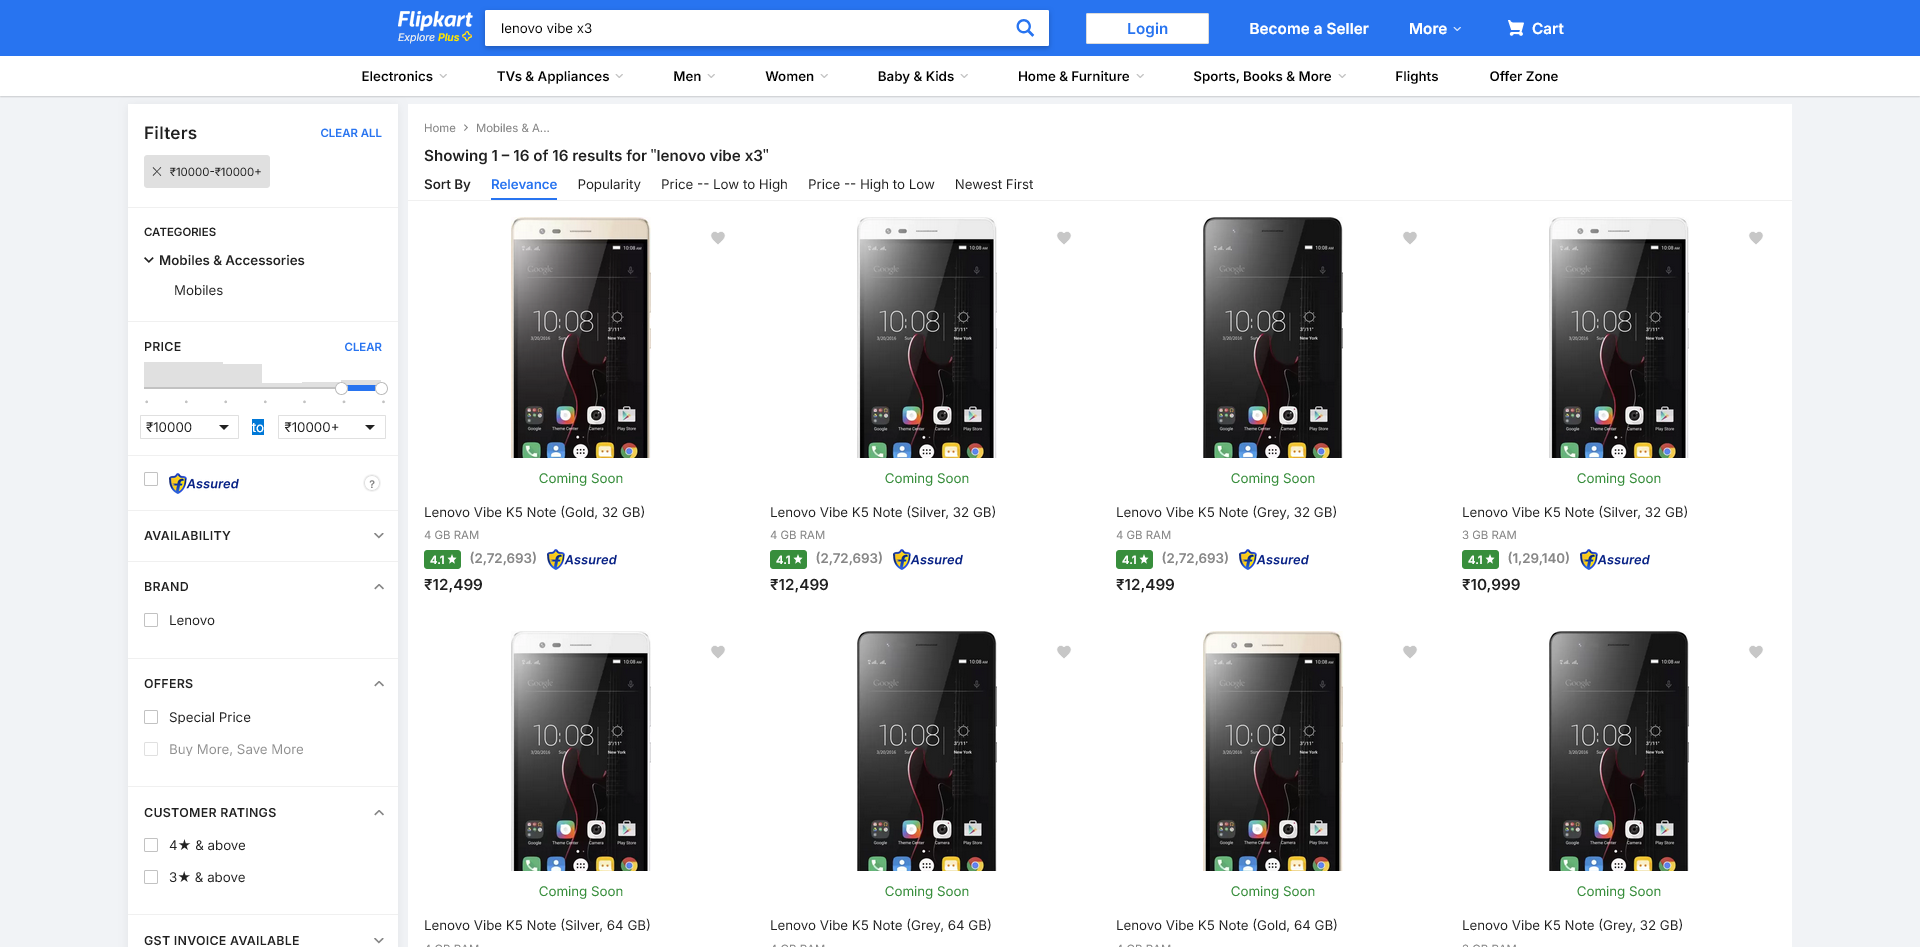 Flipkart
Explore Plus
lenovo vibe x3
Login
Become a Seller
More
Cart
Electronics
TVs & Appliances
Men
Women
Baby & Kids
Home & Furniture
Sports, Books & More
Flights
Offer Zone
Filters
CLEAR ALL
₹10000-₹10000+
CATEGORIES
Mobiles & Accessories
Mobiles
PRICE
CLEAR
₹10000
to
₹10000+
Assured
?
AVAILABILITY
BRAND
Lenovo
OFFERS
Special Price
Buy More, Save More
CUSTOMER RATINGS
4★ & above
3★ & above
GST INVOICE AVAILABLE
Home
Mobiles & A...
Showing 1 – 16 of 16 results for "lenovo vibe x3"
Sort By
Relevance
Popularity
Price -- Low to High
Price -- High to Low
Newest First
10:08
Coming Soon
Lenovo Vibe K5 Note (Gold, 32 GB)
4 GB RAM
4.1★ (2,72,693) Assured
₹12,499
10:08
Coming Soon
Lenovo Vibe K5 Note (Silver, 32 GB)
4 GB RAM
4.1★ (2,72,693) Assured
₹12,499
10:08
Coming Soon
Lenovo Vibe K5 Note (Grey, 32 GB)
4 GB RAM
4.1★ (2,72,693) Assured
₹12,499
10:08
Coming Soon
Lenovo Vibe K5 Note (Silver, 32 GB)
3 GB RAM
4.1★ (1,29,140) Assured
₹10,999
10:08
Coming Soon
Lenovo Vibe K5 Note (Silver, 64 GB)
10:08
Coming Soon
Lenovo Vibe K5 Note (Grey, 64 GB)
10:08
Coming Soon
Lenovo Vibe K5 Note (Gold, 64 GB)
10:08
Coming Soon
Lenovo Vibe K5 Note (Grey, 32 GB)